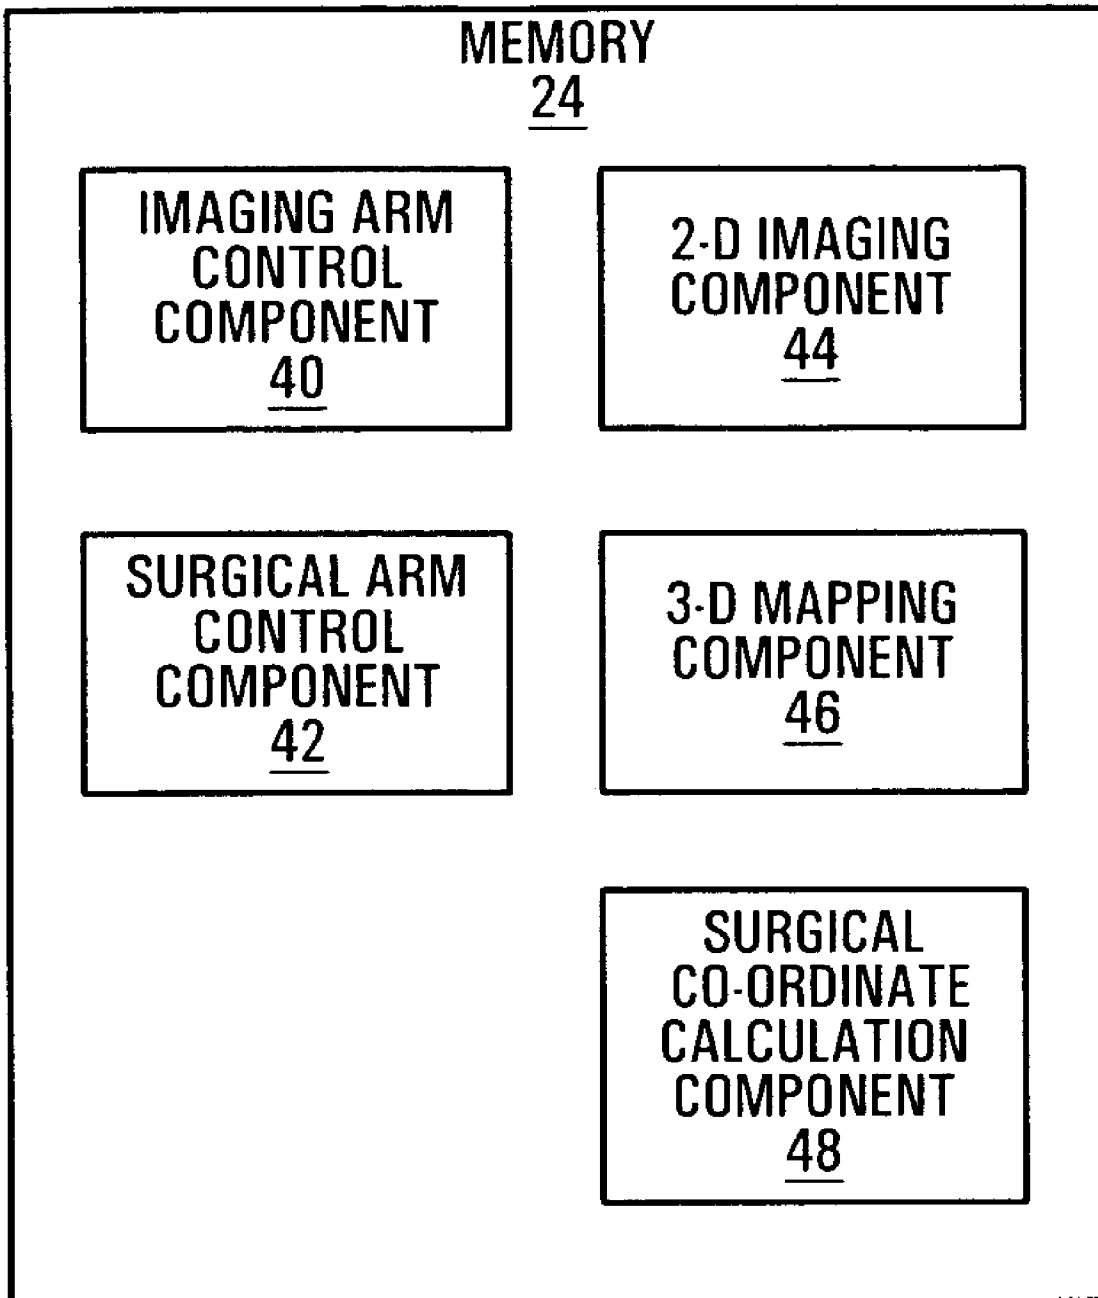 MEMORY
24
IMAGING ARM
CONTROL
COMPONENT
40
2-D IMAGING
COMPONENT
44
SURGICAL ARM
CONTROL
COMPONENT
42
3-D MAPPING
COMPONENT
46
SURGICAL
CO-ORDINATE
CALCULATION
COMPONENT
48